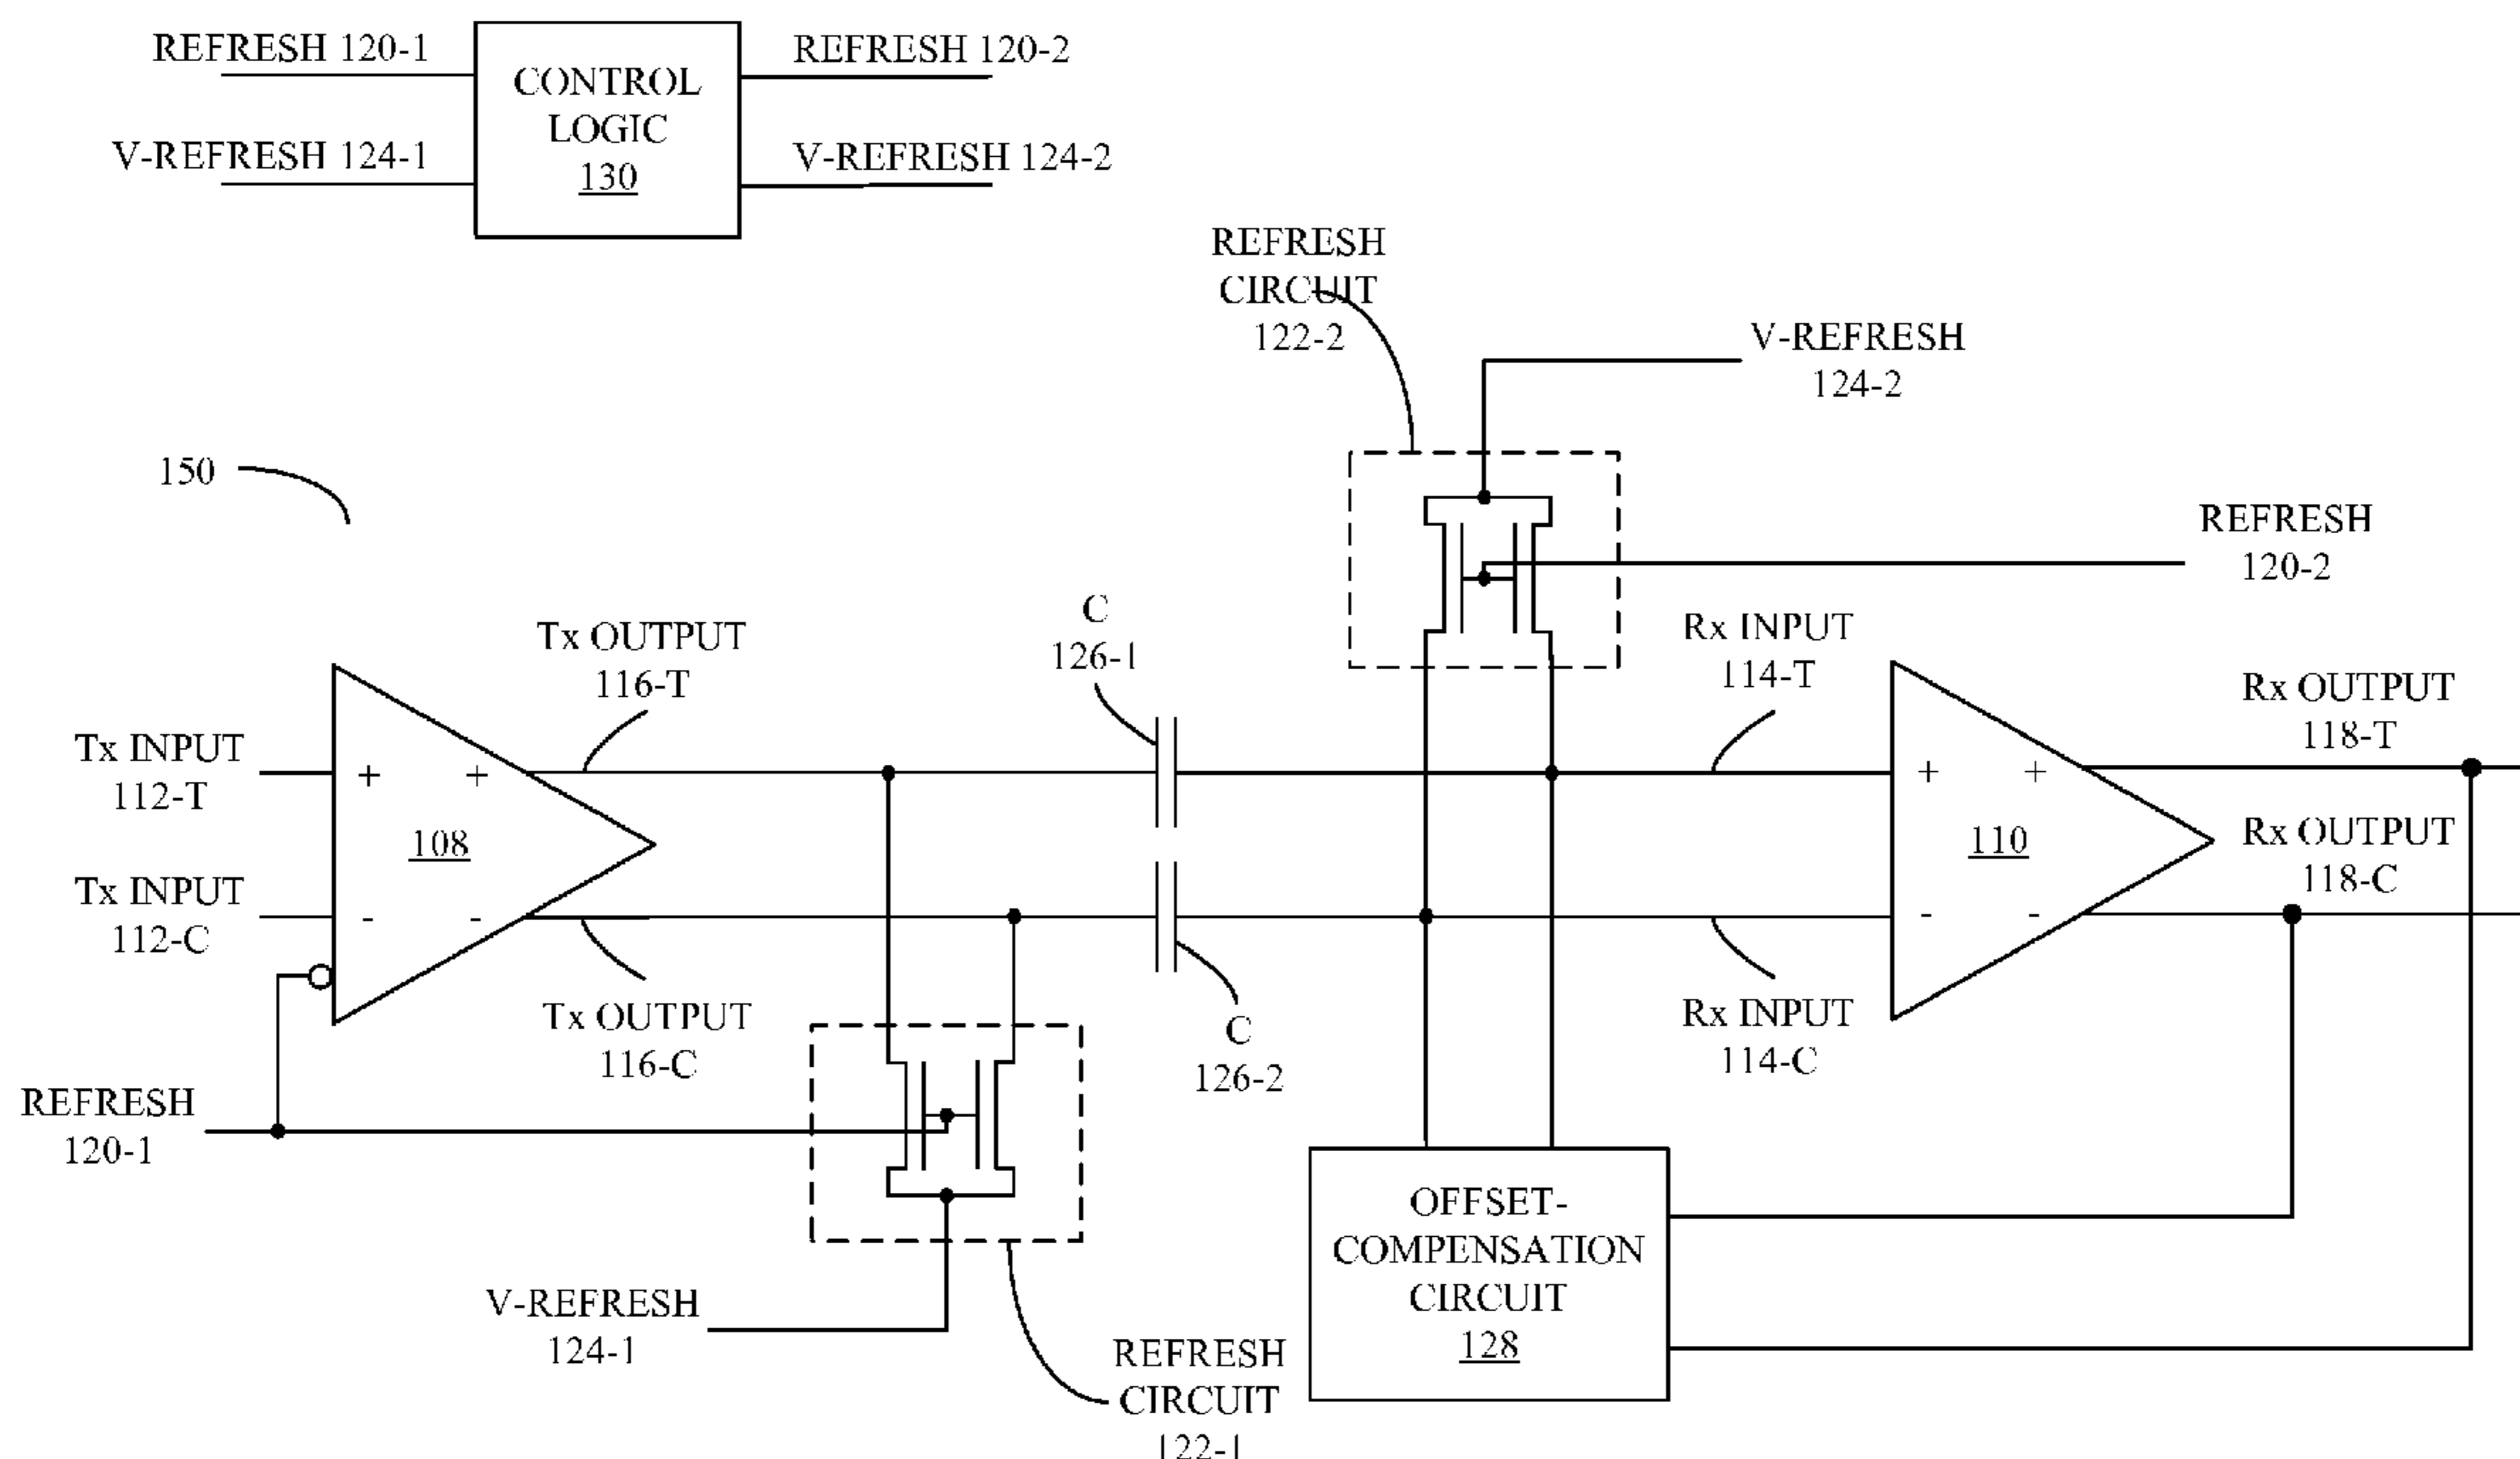 REFRESH 120-1
V-REFRESH 124-1
CONTROL
LOGIC
130
REFRESH 120-2
V-REFRESH 124-2
REFRESH
CIRCUIT
122-2
V-REFRESH
124-2
150
REFRESH
120-2
Tx OUTPUT
116-T
C
126-1
Rx INPUT
114-T
Tx INPUT
112-T
+
+
108
Tx INPUT
112-C
-
-
+
+
110
-
-
Rx OUTPUT
118-T
Rx OUTPUT
118-C
Tx OUTPUT
116-C
C
126-2
Rx INPUT
114-C
REFRESH
120-1
V-REFRESH
124-1
REFRESH
CIRCUIT
122-1
OFFSET-
COMPENSATION
CIRCUIT
128